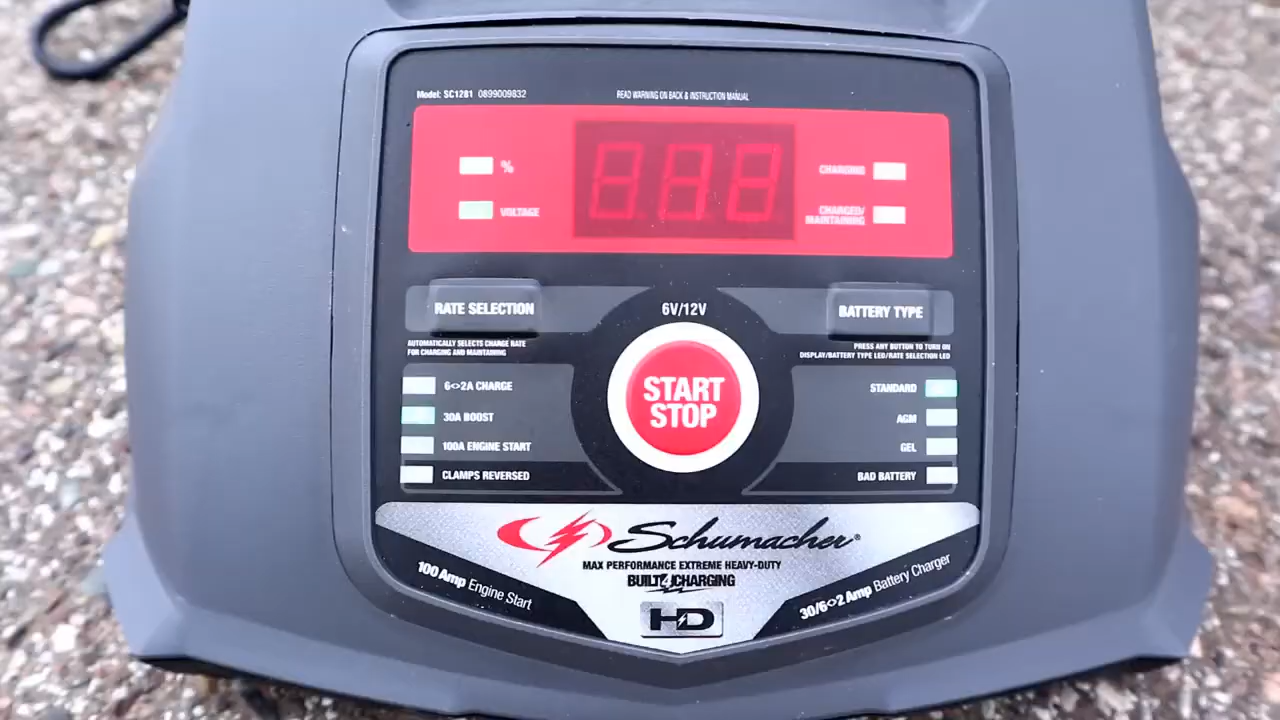 Model: SC1281 0899009832
READ WARNING ON BACK & INSTRUCTION MANUAL
%
VOLTAGE
CHARGING
CHARGED/
MAINTAINING
RATE SELECTION
6V/12V
BATTERY TYPE
AUTOMATICALLY SELECTS CHARGE RATE
FOR CHARGING AND MAINTAINING
PRESS ANY BUTTON TO TURN ON
DISPLAY/BATTERY TYPE LED/RATE SELECTION LED
6<>2A CHARGE
30A BOOST
100A ENGINE START
CLAMPS REVERSED
START
STOP
STANDARD
AGM
GEL
BAD BATTERY
Schumacher®
MAX PERFORMANCE EXTREME HEAVY-DUTY
BUILT4CHARGING
HD
100 Amp Engine Start
30/6<>2 Amp Battery Charger